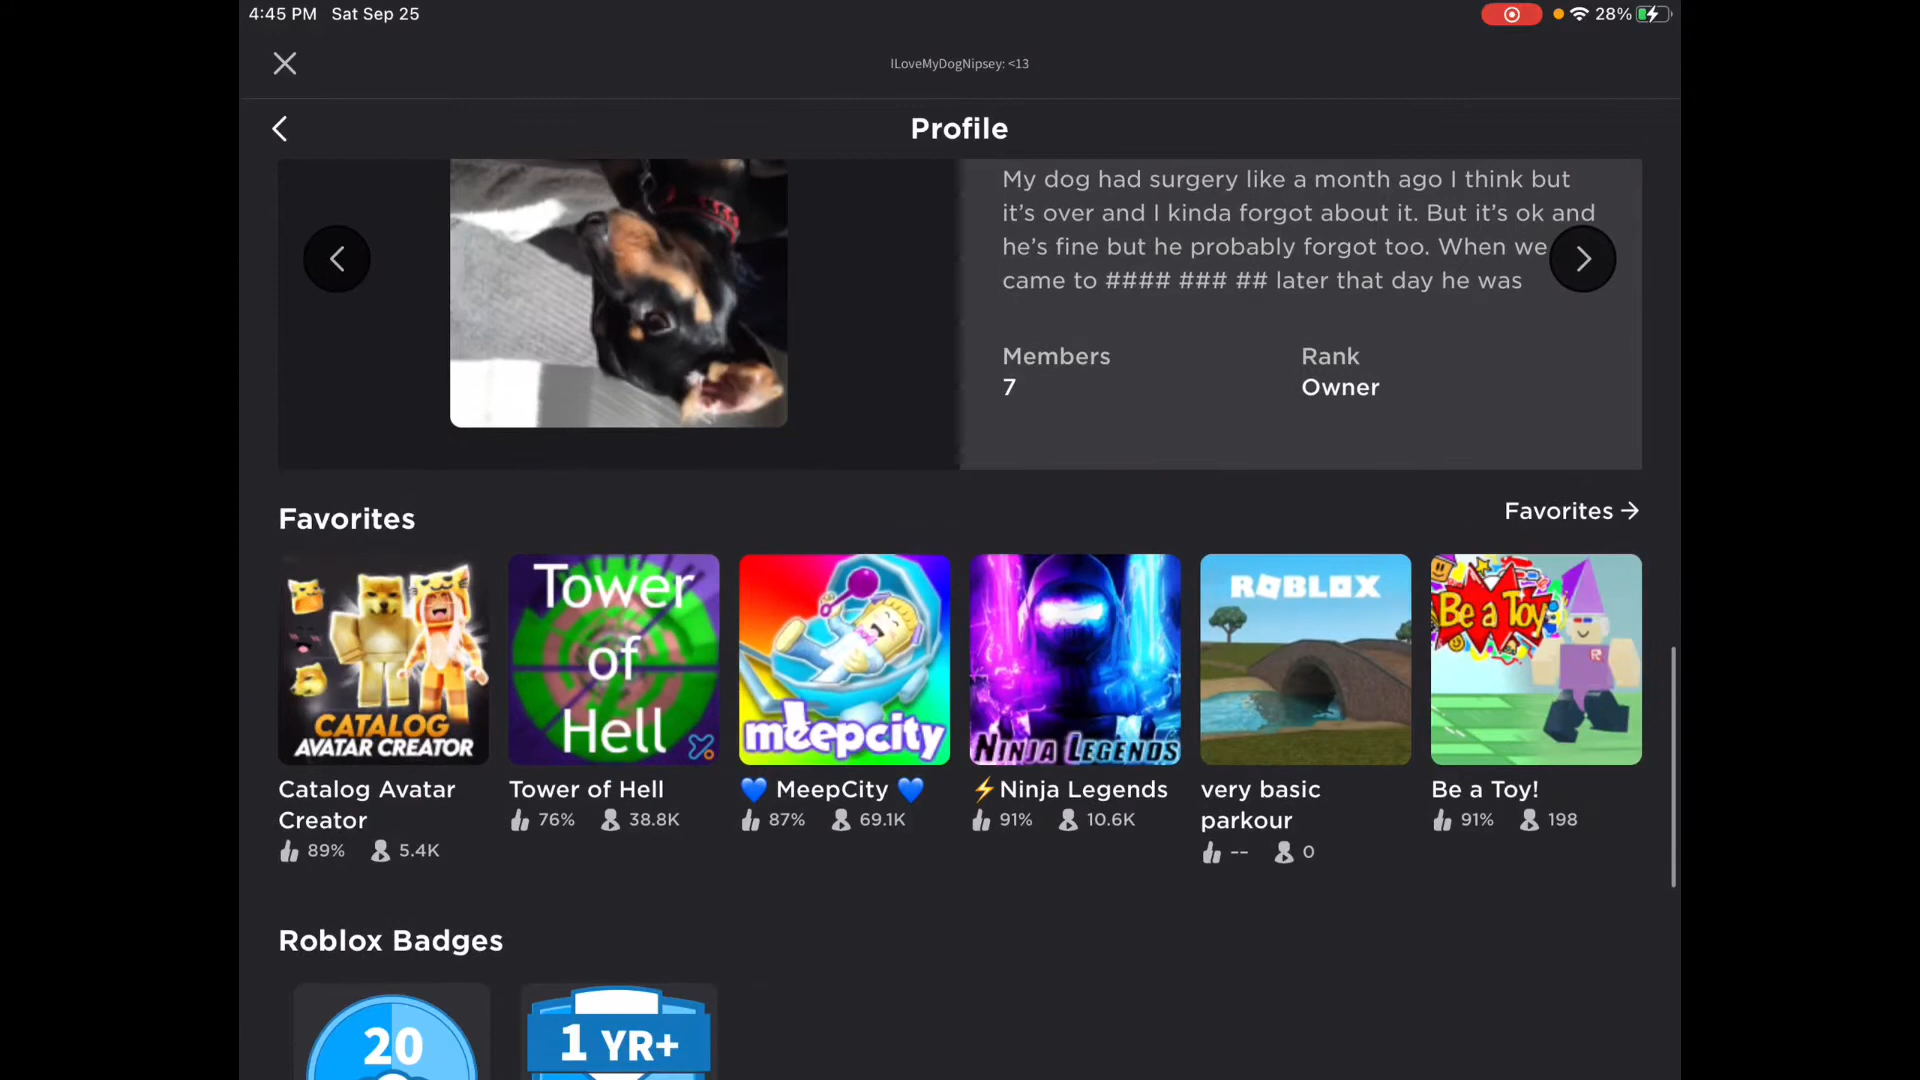 4:45 PM Sat Sep 25
28%
ILoveMyDogNipsey: <13
Profile
My dog had surgery like a month ago I think but
it's over and I kinda forgot about it. But it's ok and
he's fine but he probably forgot too. When we
came to #### ### ## later that day he was
Members
7
Rank
Owner
Favorites
Favorites →
CATALOG
AVATAR CREATOR
Tower
of
Hell
meepcity
NINJA LEGENDS
ROBLOX
Be a Toy!
Catalog Avatar
Creator
89% 5.4K
Tower of Hell
76% 38.8K
💙 MeepCity 💙
87% 69.1K
⚡Ninja Legends
91% 10.6K
very basic
parkour
-- 0
Be a Toy!
91% 198
Roblox Badges
20
1 YR+